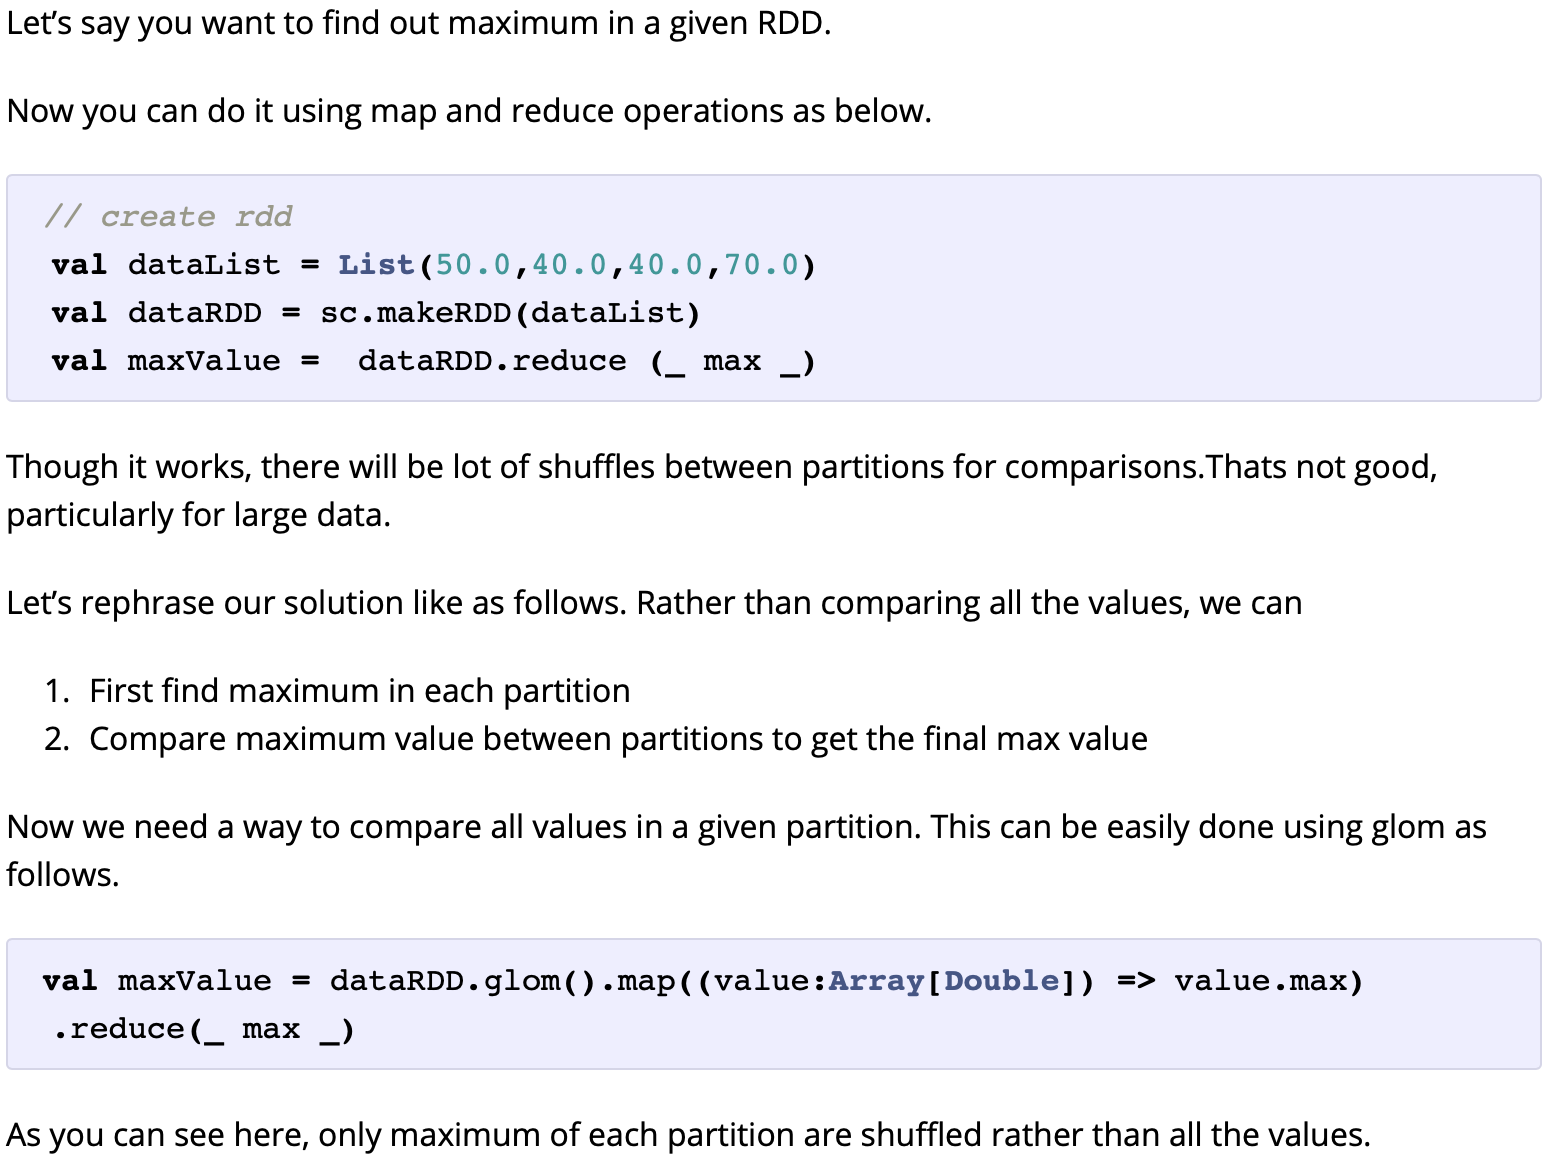 Let's say you want to find out maximum in a given RDD.
Now you can do it using map and reduce operations as below.
// create rdd
val dataList = List(50.0,40.0,40.0,70.0)
val dataRDD = sc.makeRDD(dataList)
val maxValue =  dataRDD.reduce (_ max _)
Though it works, there will be lot of shuffles between partitions for comparisons.Thats not good,
particularly for large data.
Let's rephrase our solution like as follows. Rather than comparing all the values, we can
1. First find maximum in each partition
2. Compare maximum value between partitions to get the final max value
Now we need a way to compare all values in a given partition. This can be easily done using glom as
follows.
val maxValue = dataRDD.glom().map((value:Array[Double]) => value.max)
.reduce(_ max _)
As you can see here, only maximum of each partition are shuffled rather than all the values.